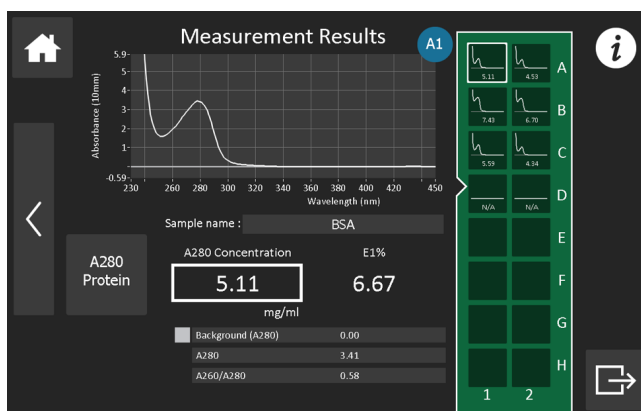 Measurement Results
A1
i
5.9
5
4
3
2
1
-0.59
Absorbance (10mm)
230 260 280 300 320 340 360 380 400 420 450
Wavelength (nm)
Sample name : BSA
A280 Protein
A280 Concentration E1%
5.11 6.67
mg/ml
Background (A280) 0.00
A280 3.41
A260/A280 0.58
5.11 4.53 A
7.43 6.70 B
5.59 4.34 C
N/A N/A D
E
F
G
H
1 2